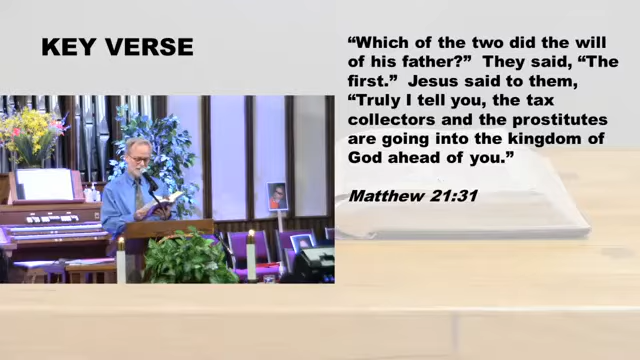 KEY VERSE
“Which of the two did the will
of his father?” They said, “The
first.” Jesus said to them,
“Truly I tell you, the tax
collectors and the prostitutes
are going into the kingdom of
God ahead of you.”
Matthew 21:31